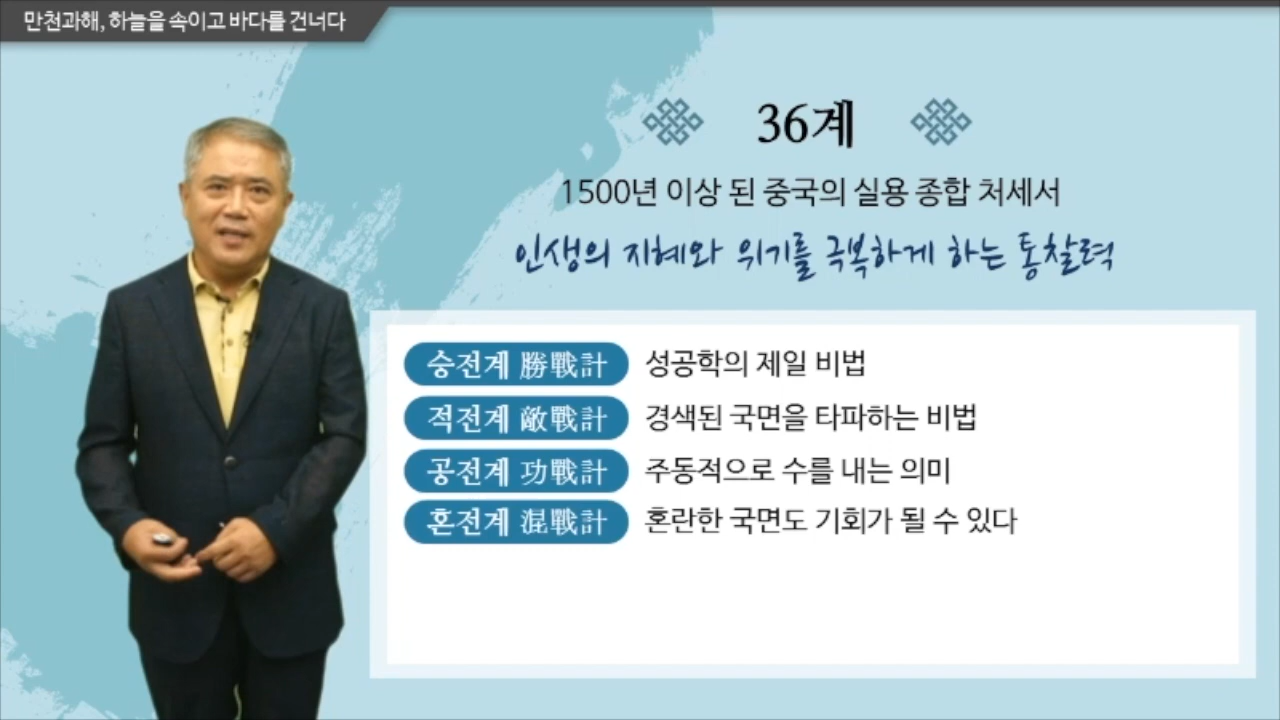 만천과해, 하늘을 속이고 바다를 건너다
36계
1500년 이상 된 중국의 실용 종합 처세서
인생의 지혜와 위기를 극복하게 하는 통찰력
승전계 勝戰計 성공학의 제일 비법
적전계 敵戰計 경색된 국면을 타파하는 비법
공전계 功戰計 주동적으로 수를 내는 의미
혼전계 混戰計 혼란한 국면도 기회가 될 수 있다